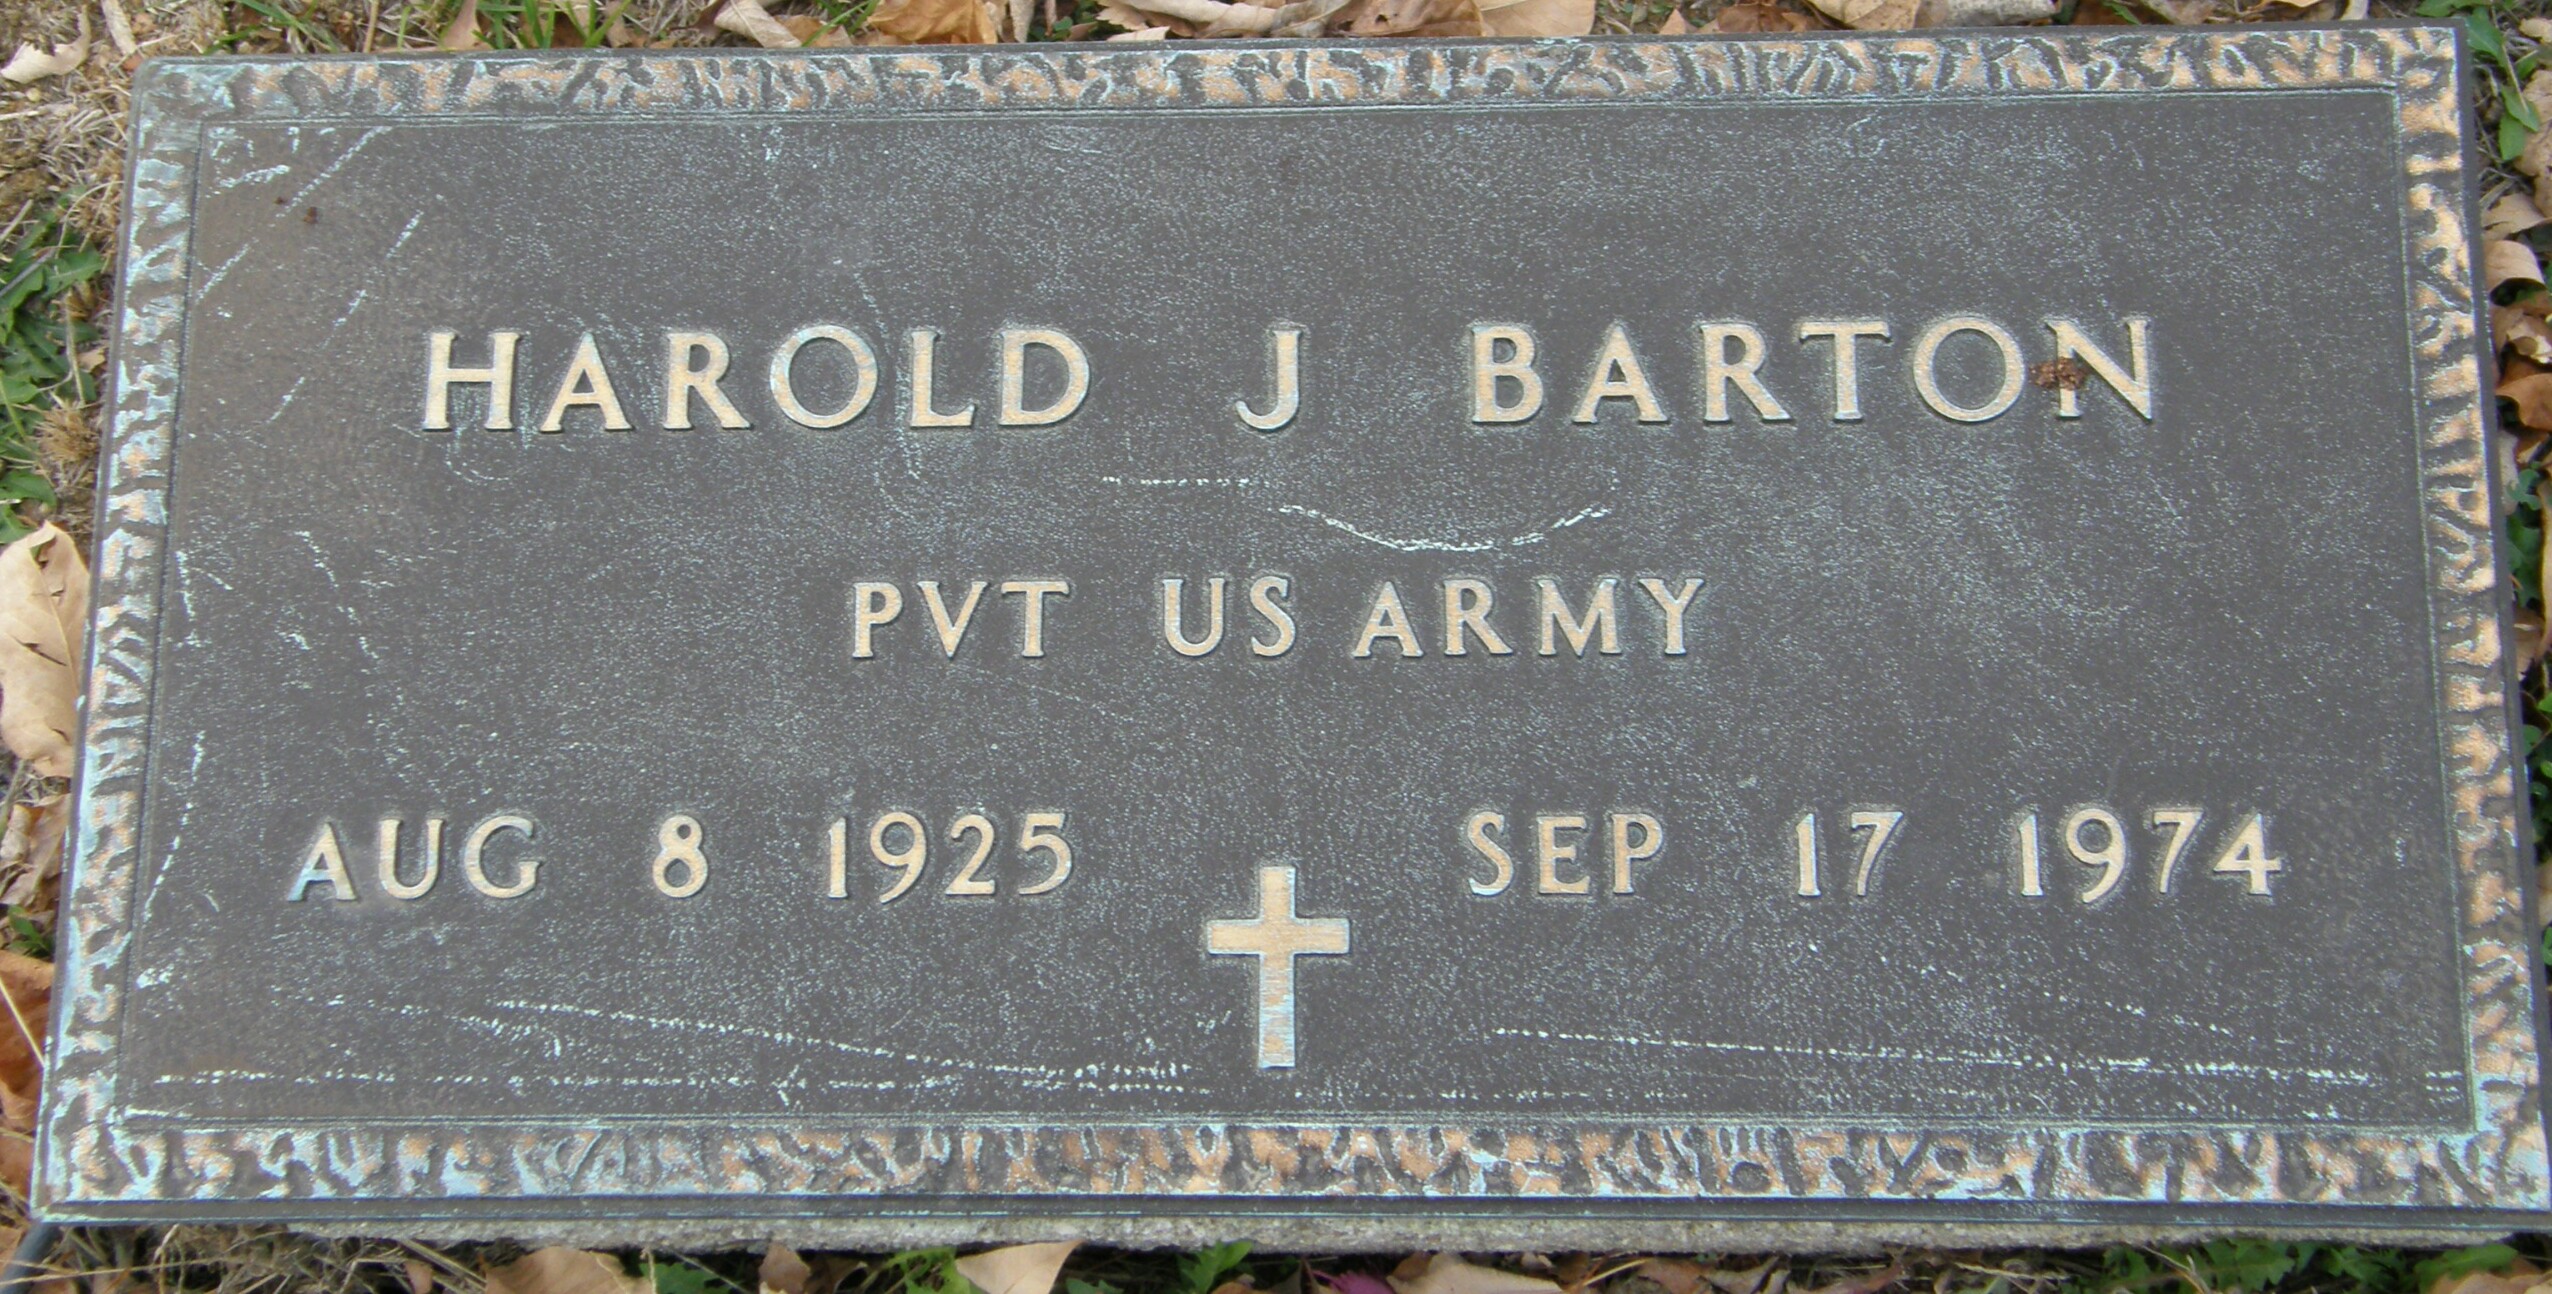 HAROLD J BARTON
PVT US ARMY
AUG 8 1925 SEP 17 1974